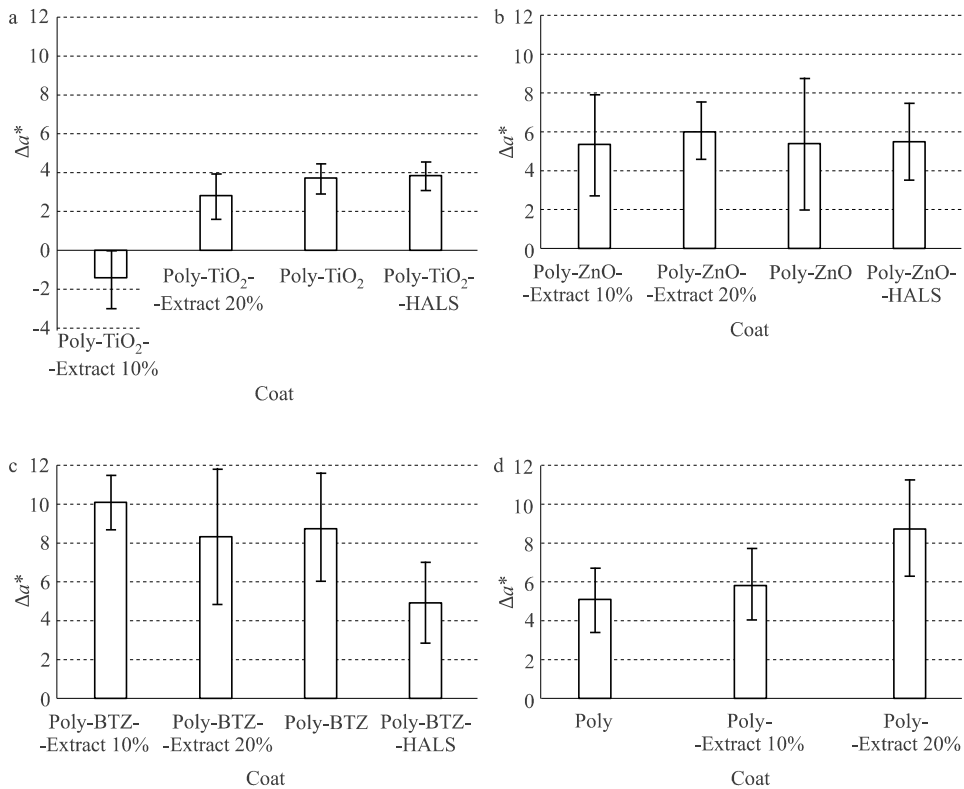 a
12
10
8
6
4
2
0
-2
-4
Δa*
Poly-TiO₂-
-Extract 10%
Poly-TiO₂-
-Extract 20%
Poly-TiO₂
Poly-TiO₂-
-HALS
Coat
b
12
10
8
6
4
2
0
Δa*
Poly-ZnO-
-Extract 10%
Poly-ZnO-
-Extract 20%
Poly-ZnO
Poly-ZnO-
-HALS
Coat
c
12
10
8
6
4
2
0
Δa*
Poly-BTZ-
-Extract 10%
Poly-BTZ-
-Extract 20%
Poly-BTZ
Poly-BTZ-
-HALS
Coat
d
12
10
8
6
4
2
0
Δa*
Poly
Poly-
-Extract 10%
Poly-
-Extract 20%
Coat